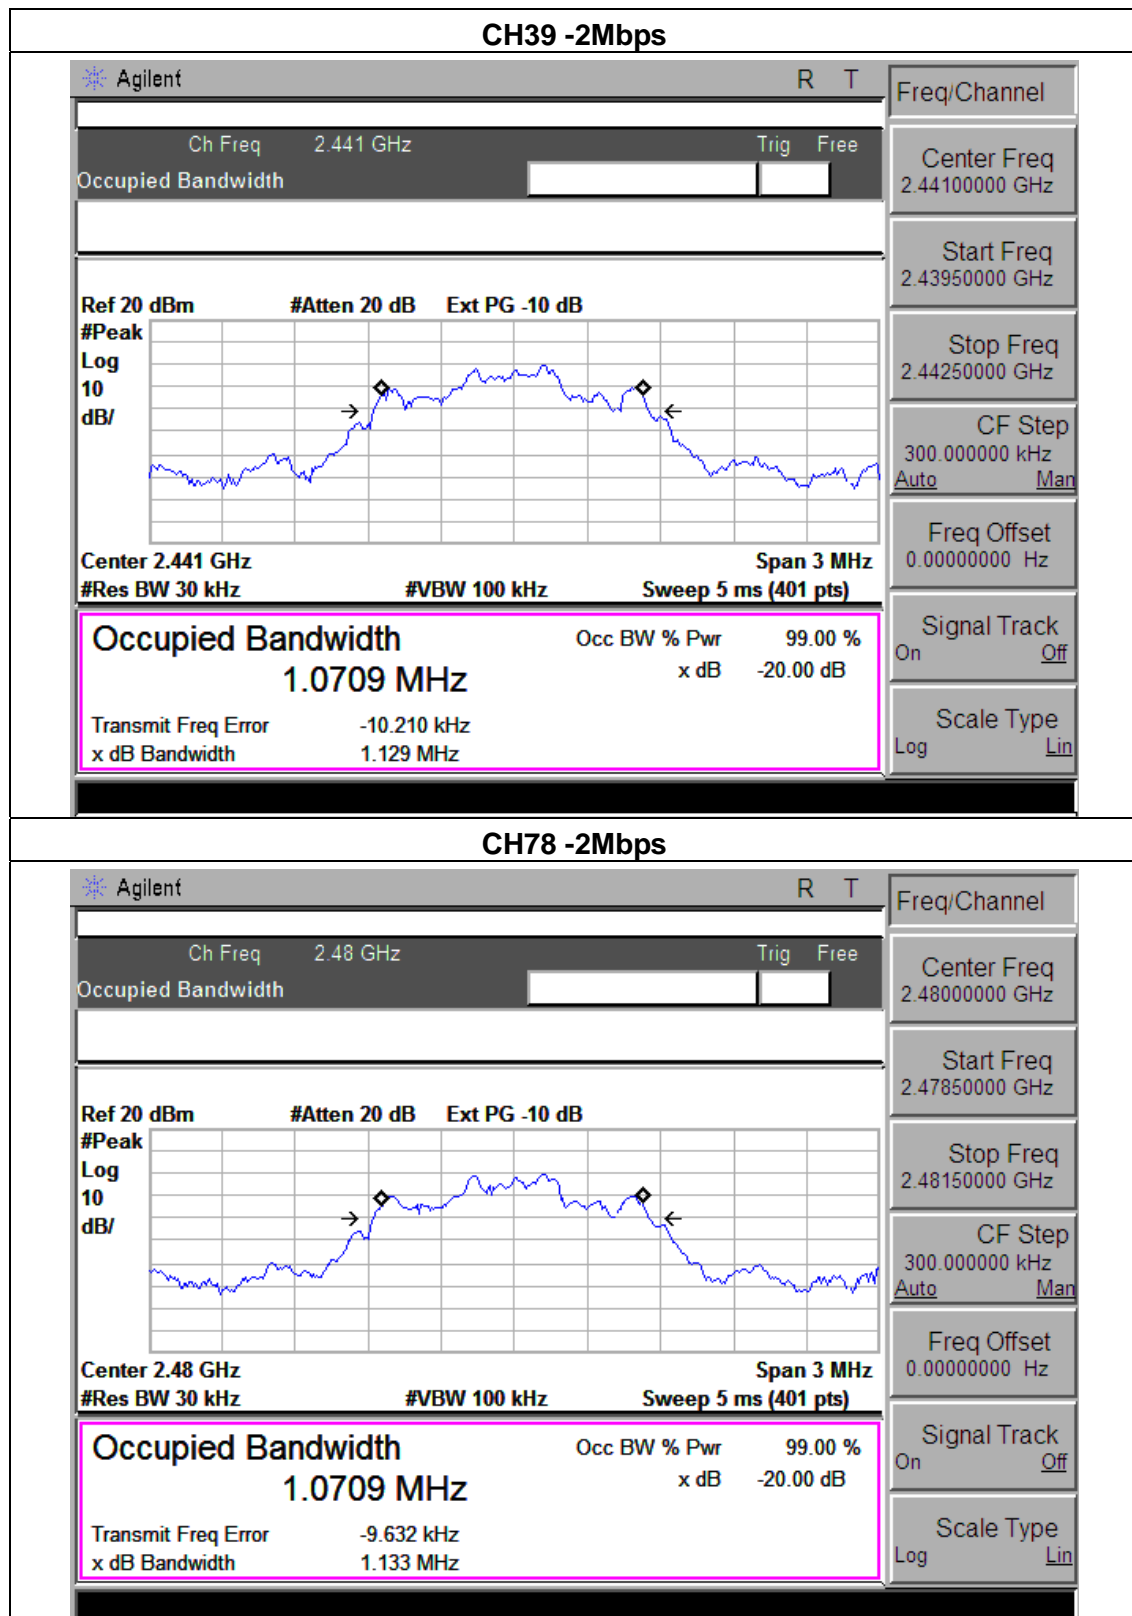 CH39 -2Mbps
Agilent R T
Freq/Channel
Ch Freq 2.441 GHz Trig Free
Occupied Bandwidth
Center Freq
2.44100000 GHz
Start Freq
2.43950000 GHz
Stop Freq
2.44250000 GHz
CF Step
300.000000 kHz
Auto Man
Freq Offset
0.00000000 Hz
Signal Track
On Off
Scale Type
Log Lin
Ref 20 dBm #Atten 20 dB Ext PG -10 dB
#Peak
Log
10
dB/
Center 2.441 GHz Span 3 MHz
#Res BW 30 kHz #VBW 100 kHz Sweep 5 ms (401 pts)
Occupied Bandwidth Occ BW % Pwr 99.00 %
1.0709 MHz x dB -20.00 dB
Transmit Freq Error -10.210 kHz
x dB Bandwidth 1.129 MHz
CH78 -2Mbps
Agilent R T
Freq/Channel
Ch Freq 2.48 GHz Trig Free
Occupied Bandwidth
Center Freq
2.48000000 GHz
Start Freq
2.47850000 GHz
Stop Freq
2.48150000 GHz
CF Step
300.000000 kHz
Auto Man
Freq Offset
0.00000000 Hz
Signal Track
On Off
Scale Type
Log Lin
Ref 20 dBm #Atten 20 dB Ext PG -10 dB
#Peak
Log
10
dB/
Center 2.48 GHz Span 3 MHz
#Res BW 30 kHz #VBW 100 kHz Sweep 5 ms (401 pts)
Occupied Bandwidth Occ BW % Pwr 99.00 %
1.0709 MHz x dB -20.00 dB
Transmit Freq Error -9.632 kHz
x dB Bandwidth 1.133 MHz